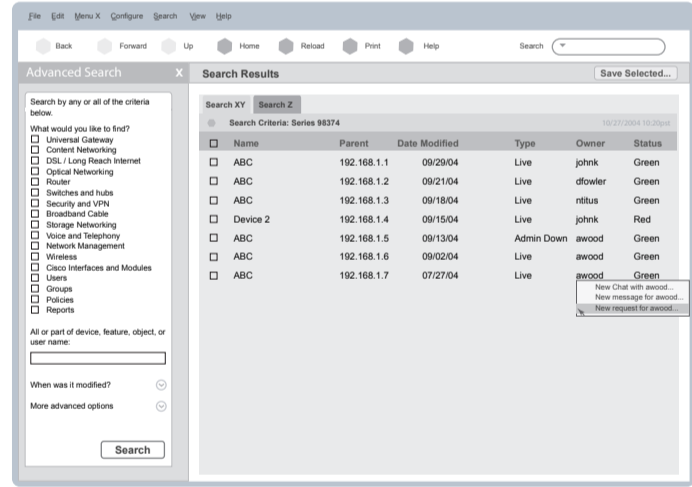 File Edit Menu X Configure Search View Help
Back Forward Up Home Reload Print Help Search
Advanced Search X
Search by any or all of the criteria
below.
What would you like to find?
Universal Gateway
Content Networking
DSL / Long Reach Internet
Optical Networking
Router
Switches and hubs
Security and VPN
Broadband Cable
Storage Networking
Voice and Telephony
Network Management
Wireless
Cisco Interfaces and Modules
Users
Groups
Policies
Reports
All or part of device, feature, object, or
user name:
When was it modified?
More advanced options
Search
Search Results Save Selected...
Search XY Search Z
Search Criteria: Series 98374 10/27/2004 10:20pst
Name Parent Date Modified Type Owner Status
ABC 192.168.1.1 09/29/04 Live johnk Green
ABC 192.168.1.2 09/21/04 Live dfowler Green
ABC 192.168.1.3 09/18/04 Live ntitus Green
Device 2 192.168.1.4 09/15/04 Live johnk Red
ABC 192.168.1.5 09/13/04 Admin Down awood Green
ABC 192.168.1.6 09/02/04 Live awood Green
ABC 192.168.1.7 07/27/04 Live awood Green
New Chat with awood...
New message for awood...
New request for awood...